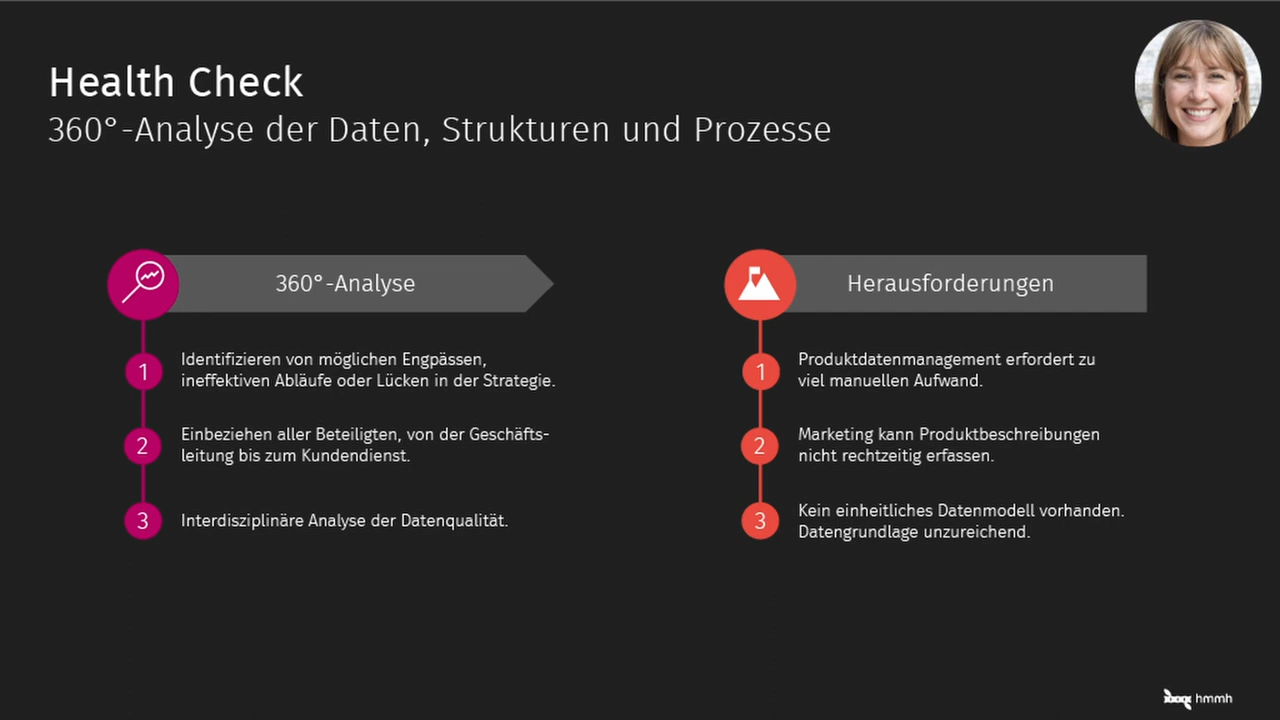 Health Check
360°-Analyse der Daten, Strukturen und Prozesse
360°-Analyse
1
Identifizieren von möglichen Engpässen,
ineffektiven Abläufe oder Lücken in der Strategie.
2
Einbeziehen aller Beteiligten, von der Geschäfts-
leitung bis zum Kundendienst.
3
Interdisziplinäre Analyse der Datenqualität.
Herausforderungen
1
Produktdatenmanagement erfordert zu
viel manuellen Aufwand.
2
Marketing kann Produktbeschreibungen
nicht rechtzeitig erfassen.
3
Kein einheitliches Datenmodell vorhanden.
Datengrundlage unzureichend.
hmmh